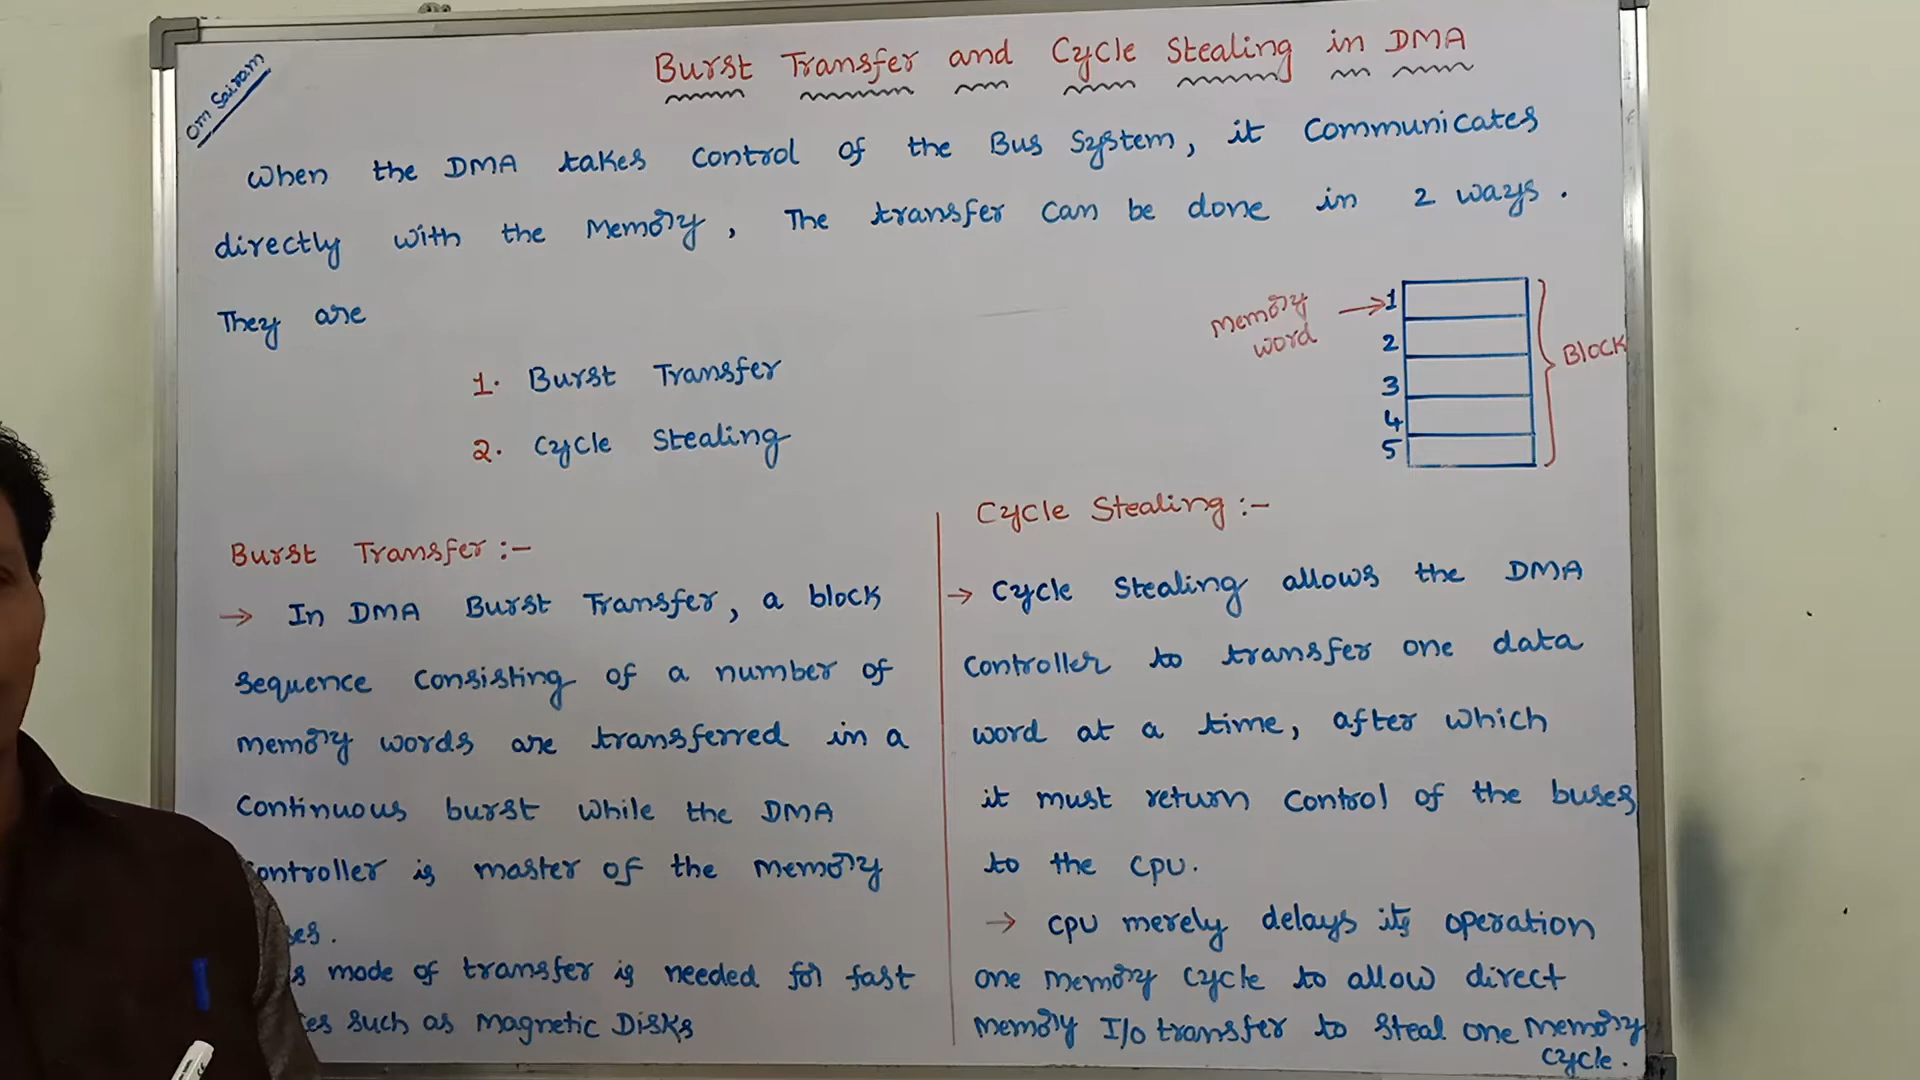 Om Sairam
Burst Transfer and Cycle Stealing in DMA
When the DMA takes control of the Bus System, it communicates
directly with the Memory, The transfer can be done in 2 ways.
They are
1. Burst Transfer
2. Cycle Stealing
Memory
word
1
2
3
4
5
Block
Burst Transfer :-
→ In DMA Burst Transfer, a block
sequence consisting of a number of
memory words are transferred in a
continuous burst while the DMA
ontroller is master of the memory
mode of transfer is needed for fast
such as Magnetic Disks
Cycle Stealing :-
→ Cycle Stealing allows the DMA
controller to transfer one data
word at a time, after which
it must return control of the buses
to the CPU.
→ CPU merely delays its operation
one memory cycle to allow direct
memory I/O transfer to steal one memory
cycle.